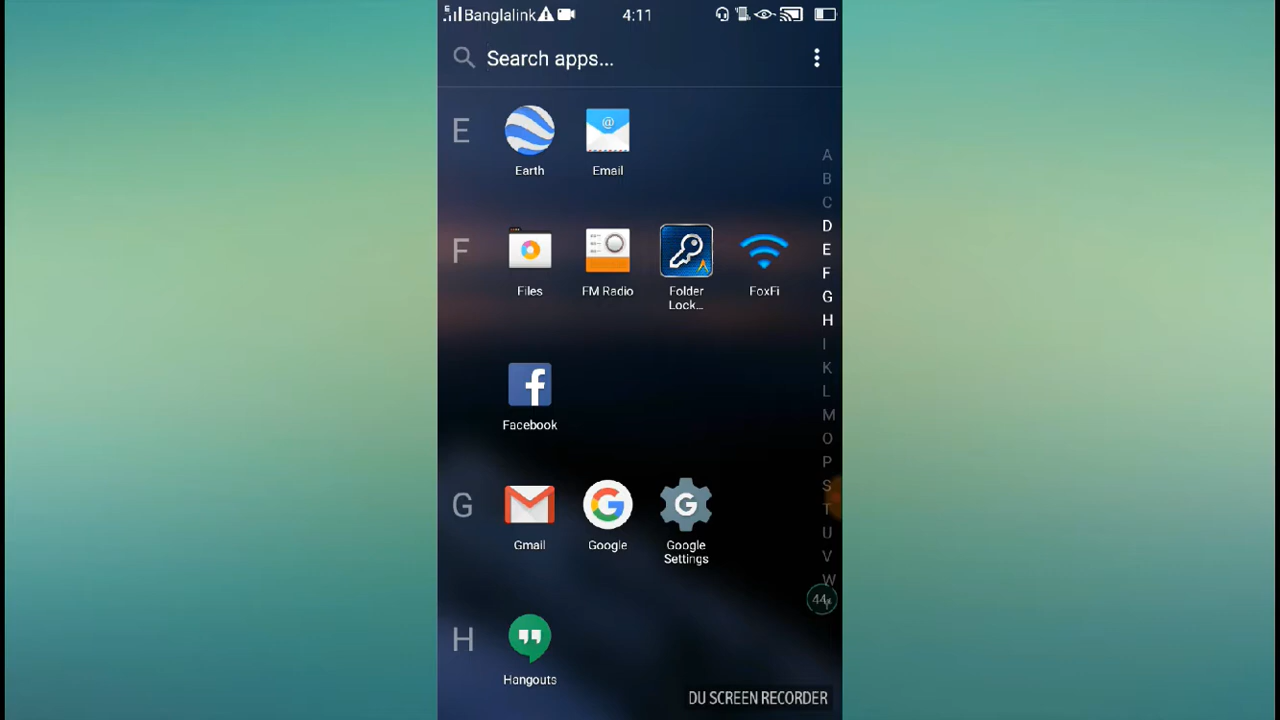 Banglalink 4:11
Search apps...
E
Earth
Email
F
Files
FM Radio
Folder
Lock...
FoxFi
Facebook
G
Gmail
Google
Google
Settings
H
Hangouts
A
B
C
D
E
F
G
H
I
K
L
M
O
P
S
T
U
V
W
44
DU SCREEN RECORDER